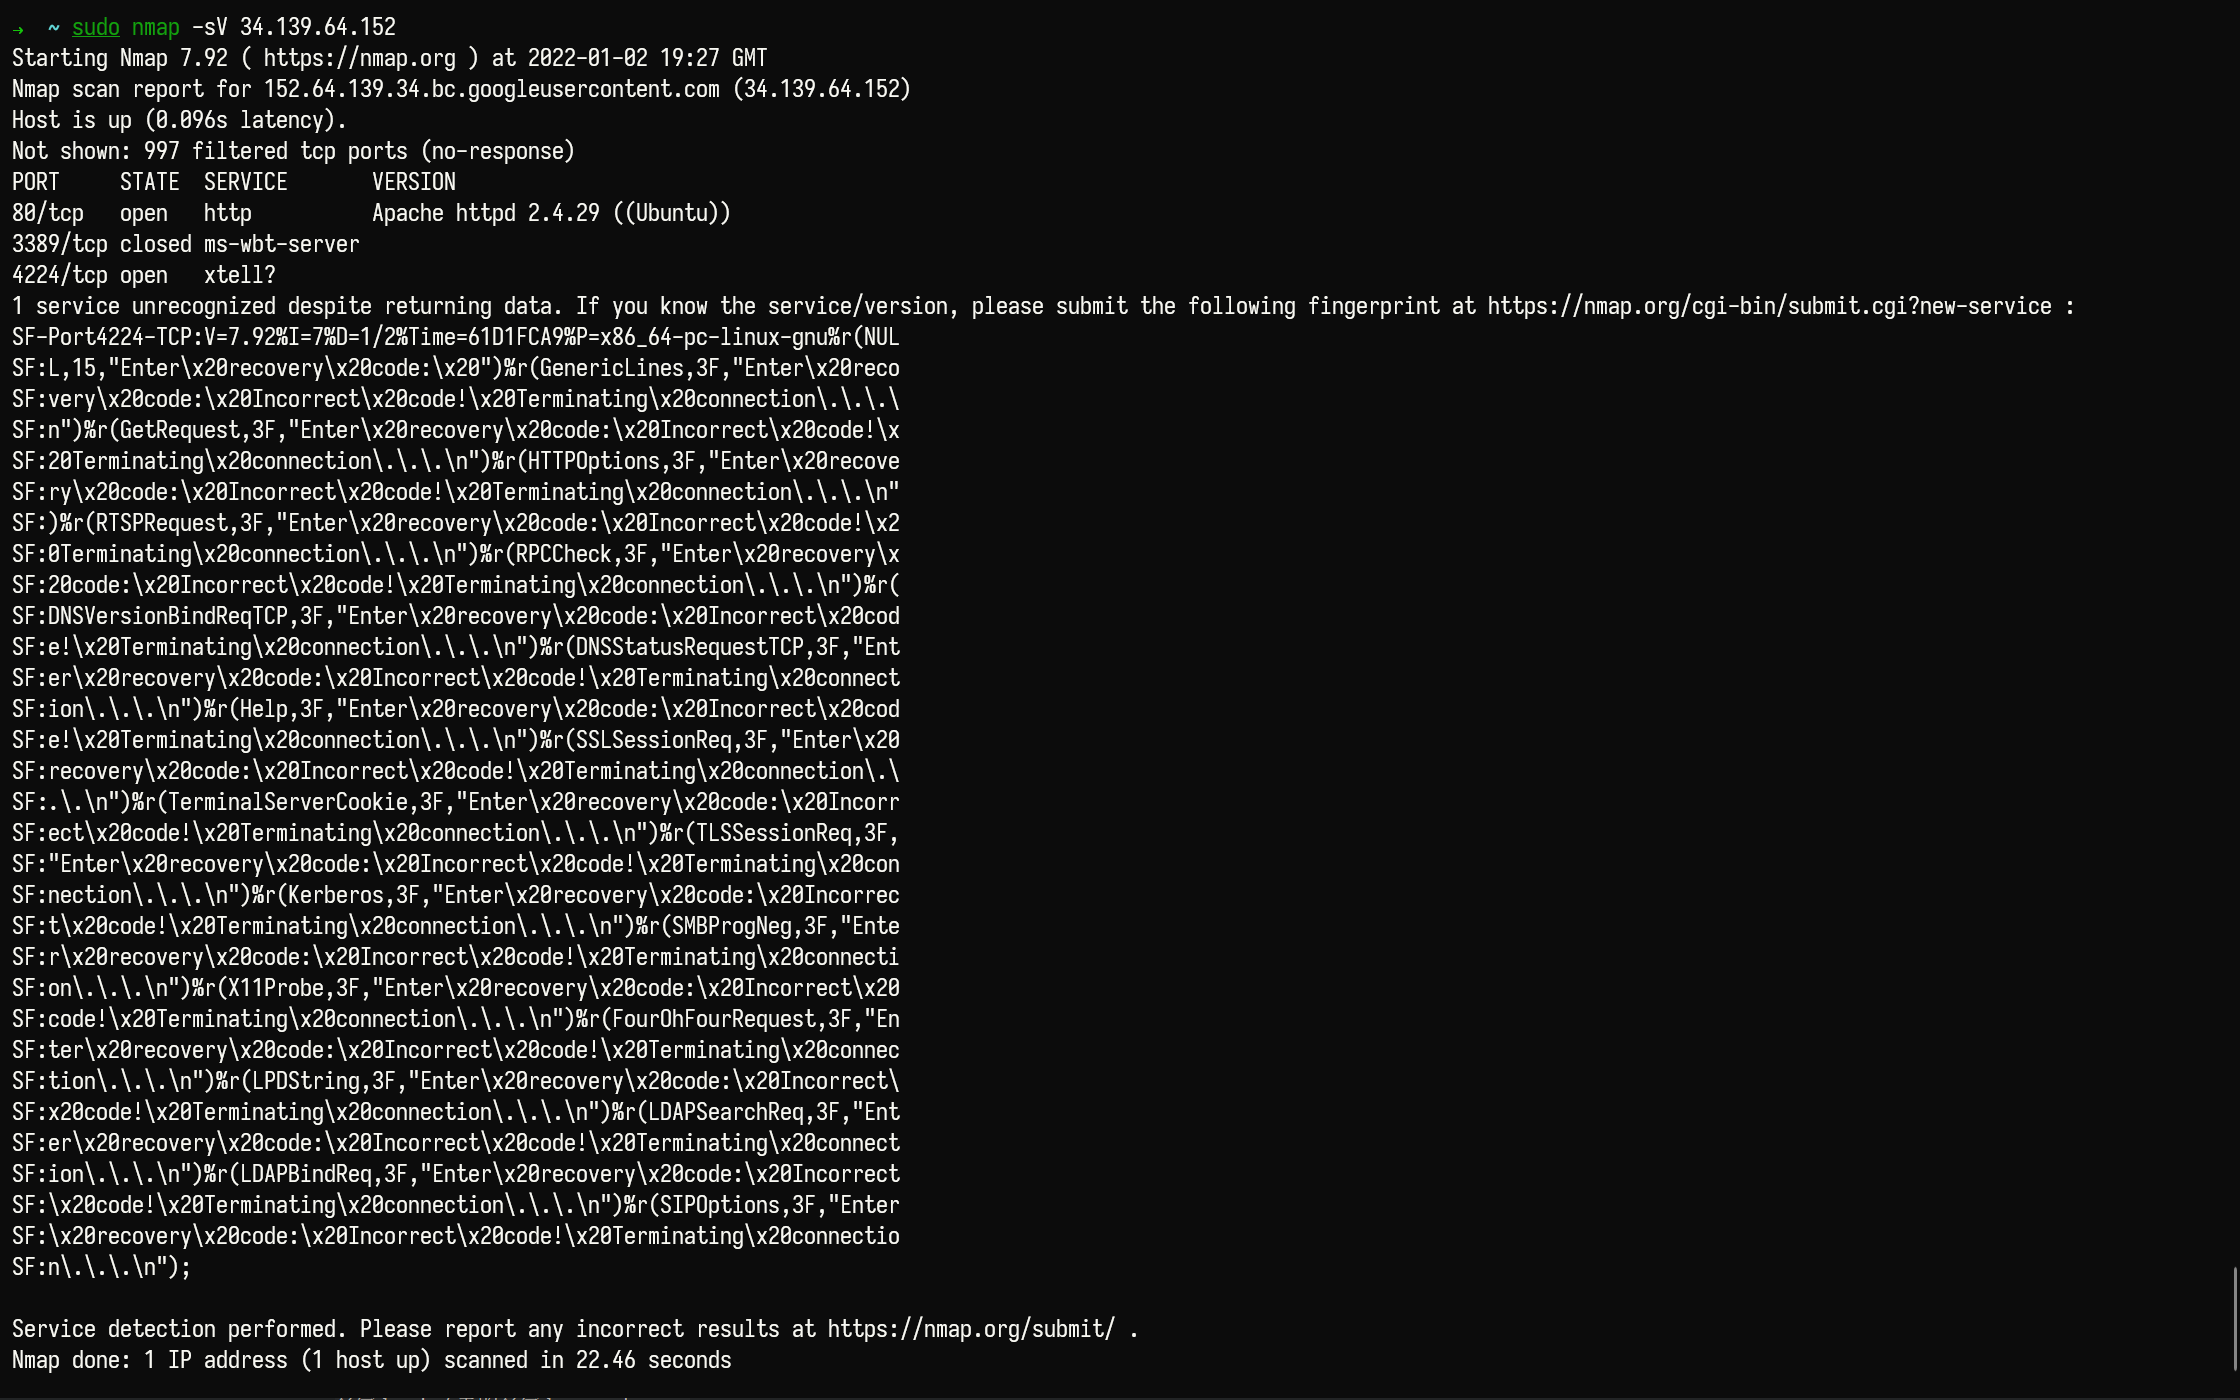 → ~ sudo nmap -sV 34.139.64.152
Starting Nmap 7.92 ( https://nmap.org ) at 2022-01-02 19:27 GMT
Nmap scan report for 152.64.139.34.bc.googleusercontent.com (34.139.64.152)
Host is up (0.096s latency).
Not shown: 997 filtered tcp ports (no-response)
PORT     STATE  SERVICE       VERSION
80/tcp   open   http          Apache httpd 2.4.29 ((Ubuntu))
3389/tcp closed ms-wbt-server
4224/tcp open   xtell?
1 service unrecognized despite returning data. If you know the service/version, please submit the following fingerprint at https://nmap.org/cgi-bin/submit.cgi?new-service :
SF-Port4224-TCP:V=7.92%I=7%D=1/2%Time=61D1FCA9%P=x86_64-pc-linux-gnu%r(NUL
SF:L,15,"Enter\x20recovery\x20code:\x20")%r(GenericLines,3F,"Enter\x20reco
SF:very\x20code:\x20Incorrect\x20code!\x20Terminating\x20connection\.\.\.\
SF:n")%r(GetRequest,3F,"Enter\x20recovery\x20code:\x20Incorrect\x20code!\x
SF:20Terminating\x20connection\.\.\.\n")%r(HTTPOptions,3F,"Enter\x20recove
SF:ry\x20code:\x20Incorrect\x20code!\x20Terminating\x20connection\.\.\.\n"
SF:)%r(RTSPRequest,3F,"Enter\x20recovery\x20code:\x20Incorrect\x20code!\x2
SF:0Terminating\x20connection\.\.\.\n")%r(RPCCheck,3F,"Enter\x20recovery\x
SF:20code:\x20Incorrect\x20code!\x20Terminating\x20connection\.\.\.\n")%r(
SF:DNSVersionBindReqTCP,3F,"Enter\x20recovery\x20code:\x20Incorrect\x20cod
SF:e!\x20Terminating\x20connection\.\.\.\n")%r(DNSStatusRequestTCP,3F,"Ent
SF:er\x20recovery\x20code:\x20Incorrect\x20code!\x20Terminating\x20connect
SF:ion\.\.\.\n")%r(Help,3F,"Enter\x20recovery\x20code:\x20Incorrect\x20cod
SF:e!\x20Terminating\x20connection\.\.\.\n")%r(SSLSessionReq,3F,"Enter\x20
SF:recovery\x20code:\x20Incorrect\x20code!\x20Terminating\x20connection\.\
SF:.\.\n")%r(TerminalServerCookie,3F,"Enter\x20recovery\x20code:\x20Incorr
SF:ect\x20code!\x20Terminating\x20connection\.\.\.\n")%r(TLSSessionReq,3F,
SF:"Enter\x20recovery\x20code:\x20Incorrect\x20code!\x20Terminating\x20con
SF:nection\.\.\.\n")%r(Kerberos,3F,"Enter\x20recovery\x20code:\x20Incorrec
SF:t\x20code!\x20Terminating\x20connection\.\.\.\n")%r(SMBProgNeg,3F,"Ente
SF:r\x20recovery\x20code:\x20Incorrect\x20code!\x20Terminating\x20connecti
SF:on\.\.\.\n")%r(X11Probe,3F,"Enter\x20recovery\x20code:\x20Incorrect\x20
SF:code!\x20Terminating\x20connection\.\.\.\n")%r(FourOhFourRequest,3F,"En
SF:ter\x20recovery\x20code:\x20Incorrect\x20code!\x20Terminating\x20connec
SF:tion\.\.\.\n")%r(LPDString,3F,"Enter\x20recovery\x20code:\x20Incorrect\
SF:x20code!\x20Terminating\x20connection\.\.\.\n")%r(LDAPSearchReq,3F,"Ent
SF:er\x20recovery\x20code:\x20Incorrect\x20code!\x20Terminating\x20connect
SF:ion\.\.\.\n")%r(LDAPBindReq,3F,"Enter\x20recovery\x20code:\x20Incorrect
SF:\x20code!\x20Terminating\x20connection\.\.\.\n")%r(SIPOptions,3F,"Enter
SF:\x20recovery\x20code:\x20Incorrect\x20code!\x20Terminating\x20connectio
SF:n\.\.\.\n");
Service detection performed. Please report any incorrect results at https://nmap.org/submit/ .
Nmap done: 1 IP address (1 host up) scanned in 22.46 seconds